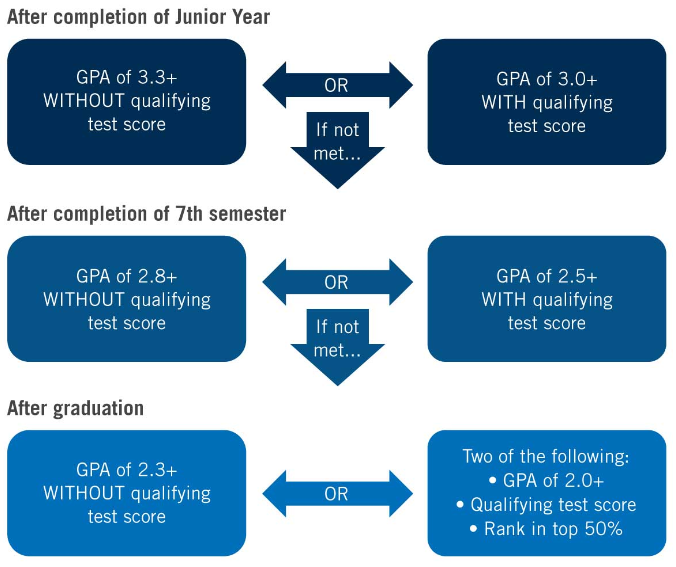 After completion of Junior Year
GPA of 3.3+
WITHOUT qualifying
test score
OR
GPA of 3.0+
WITH qualifying
test score
If not
met...
After completion of 7th semester
GPA of 2.8+
WITHOUT qualifying
test score
OR
GPA of 2.5+
WITH qualifying
test score
If not
met...
After graduation
GPA of 2.3+
WITHOUT qualifying
test score
OR
Two of the following:
• GPA of 2.0+
• Qualifying test score
• Rank in top 50%